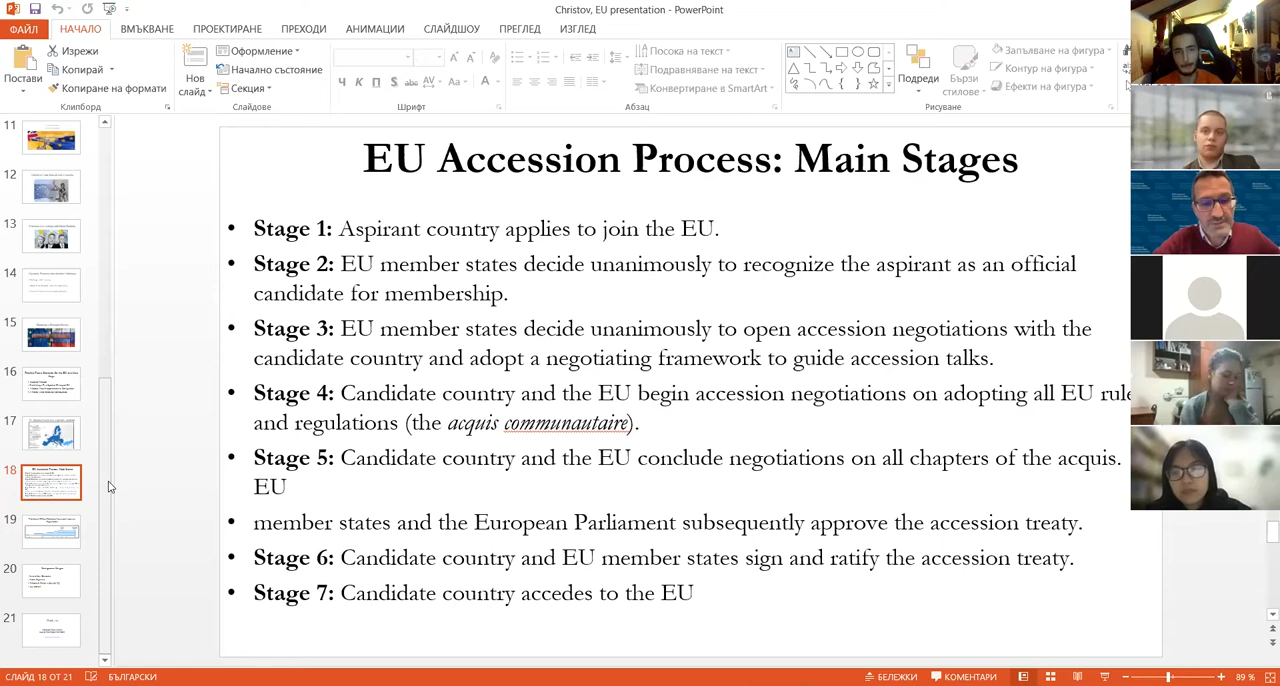 Christov, EU presentation - PowerPoint
ФАЙЛ НАЧАЛО ВМЪКВАНЕ ПРОЕКТИРАНЕ ПРЕХОДИ АНИМАЦИИ СЛАЙДШОУ ПРЕГЛЕД ИЗГЛЕД
Постави
Изрежи
Копирай
Копиране на формати
Клипборд
Нов слайд
Оформление
Начално състояние
Секция
Слайдове
Шрифт
Посока на текст
Подравняване на текст
Конвертиране в SmartArt
Абзац
Подреди
Бързи стилове
Запълване на фигура
Контур на фигура
Ефекти на фигура
Рисуване
11
12
13
14
15
16
17
18
19
20
21
EU Accession Process: Main Stages
• Stage 1: Aspirant country applies to join the EU.
• Stage 2: EU member states decide unanimously to recognize the aspirant as an official
candidate for membership.
• Stage 3: EU member states decide unanimously to open accession negotiations with the
candidate country and adopt a negotiating framework to guide accession talks.
• Stage 4: Candidate country and the EU begin accession negotiations on adopting all EU rule
and regulations (the acquis communautaire).
• Stage 5: Candidate country and the EU conclude negotiations on all chapters of the acquis.
EU
• member states and the European Parliament subsequently approve the accession treaty.
• Stage 6: Candidate country and EU member states sign and ratify the accession treaty.
• Stage 7: Candidate country accedes to the EU
СЛАЙД 18 ОТ 21 БЪЛГАРСКИ БЕЛЕЖКИ КОМЕНТАРИ 89 %